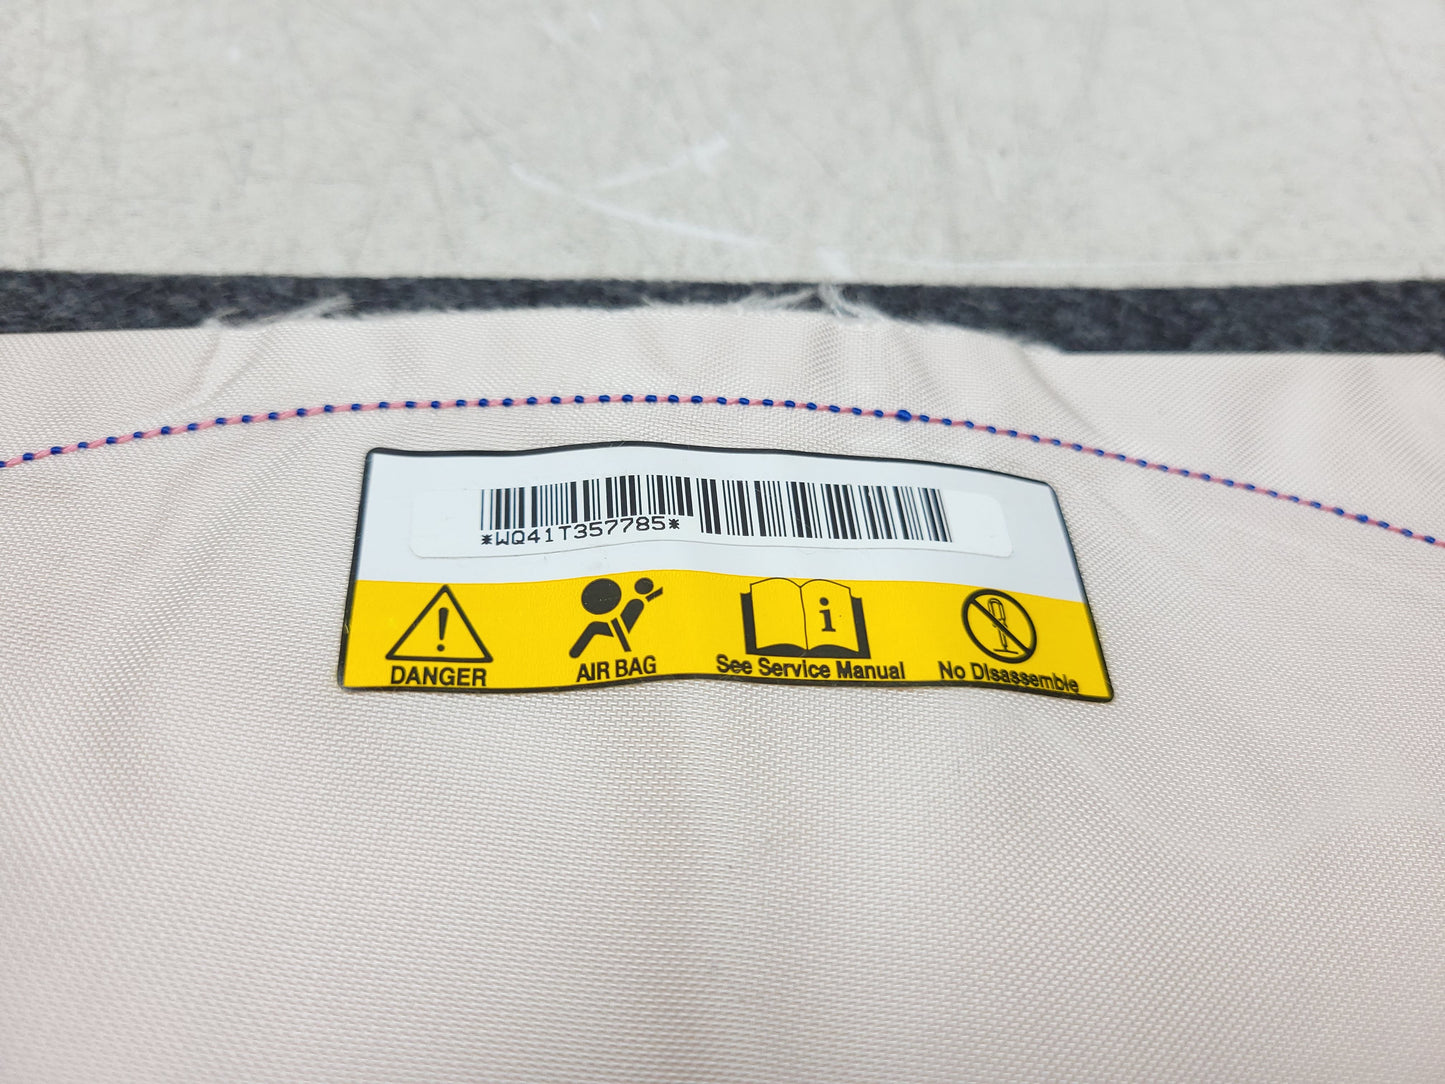 *WQ41T357785*
DANGER
AIR BAG
i
See Service Manual
No Disassemble